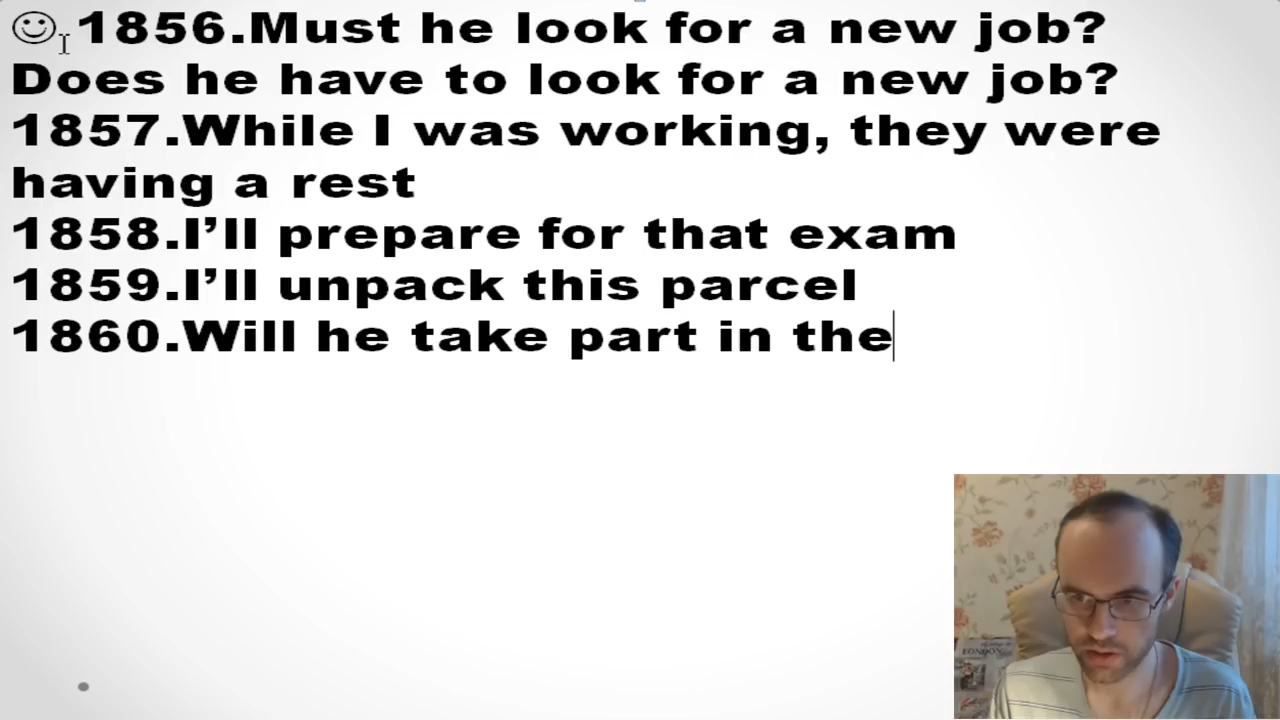 ☺ 1856.Must he look for a new job?
Does he have to look for a new job?
1857.While I was working, they were
having a rest
1858.I’ll prepare for that exam
1859.I’ll unpack this parcel
1860.Will he take part in the
LONDON